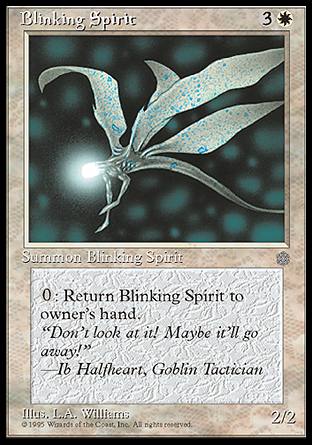 Blinking Spirit 3
Summon Blinking Spirit
0: Return Blinking Spirit to
owner's hand.
"Don't look at it! Maybe it'll go
away!"
—Ib Halfheart, Goblin Tactician
Illus. L.A. Williams
©1995 Wizards of the Coast, Inc. All rights reserved.
2/2